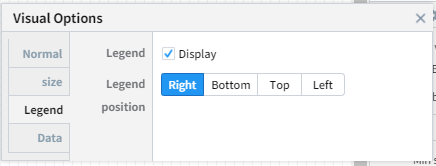 Visual Options
Normal
size
Legend
Data
Legend
Display
Legend
position
Right Bottom Top Left